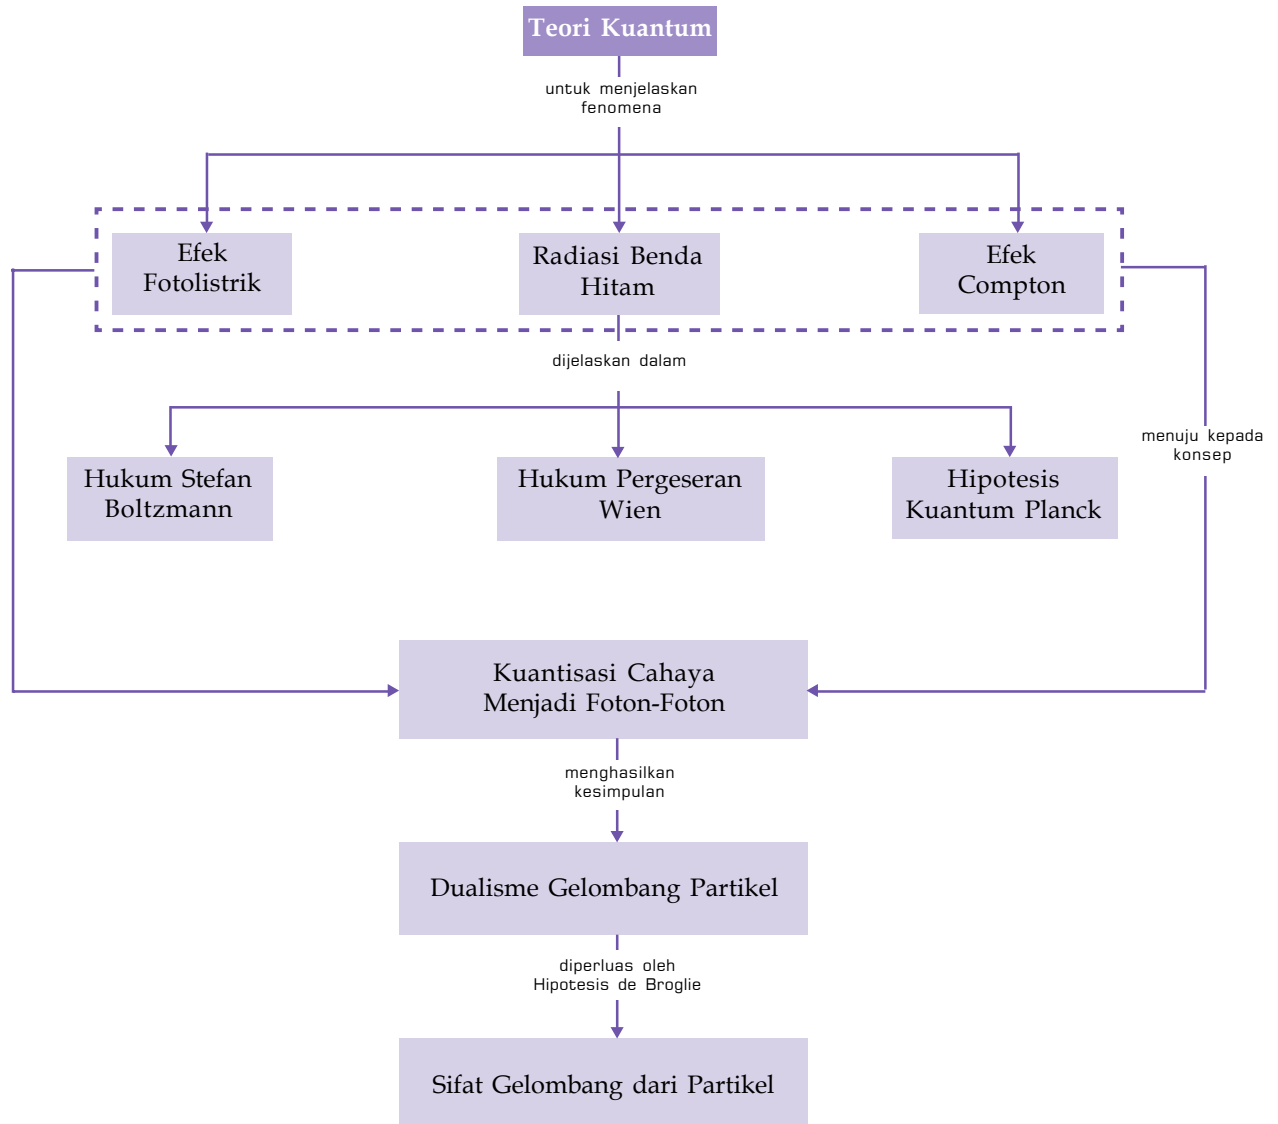 Teori Kuantum
untuk menjelaskan
fenomena
Efek
Fotolistrik
Radiasi Benda
Hitam
Efek
Compton
dijelaskan dalam
menuju kepada
konsep
Hukum Stefan
Boltzmann
Hukum Pergeseran
Wien
Hipotesis
Kuantum Planck
Kuantisasi Cahaya
Menjadi Foton-Foton
menghasilkan
kesimpulan
Dualisme Gelombang Partikel
diperluas oleh
Hipotesis de Broglie
Sifat Gelombang dari Partikel